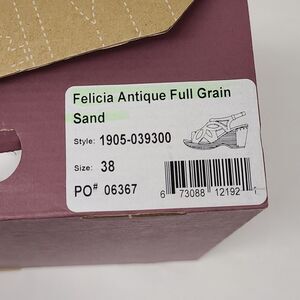 Felicia Antique Full Grain
Sand
Style: 1905-039300
Size: 38
PO# 06367
6 73088 12192 1